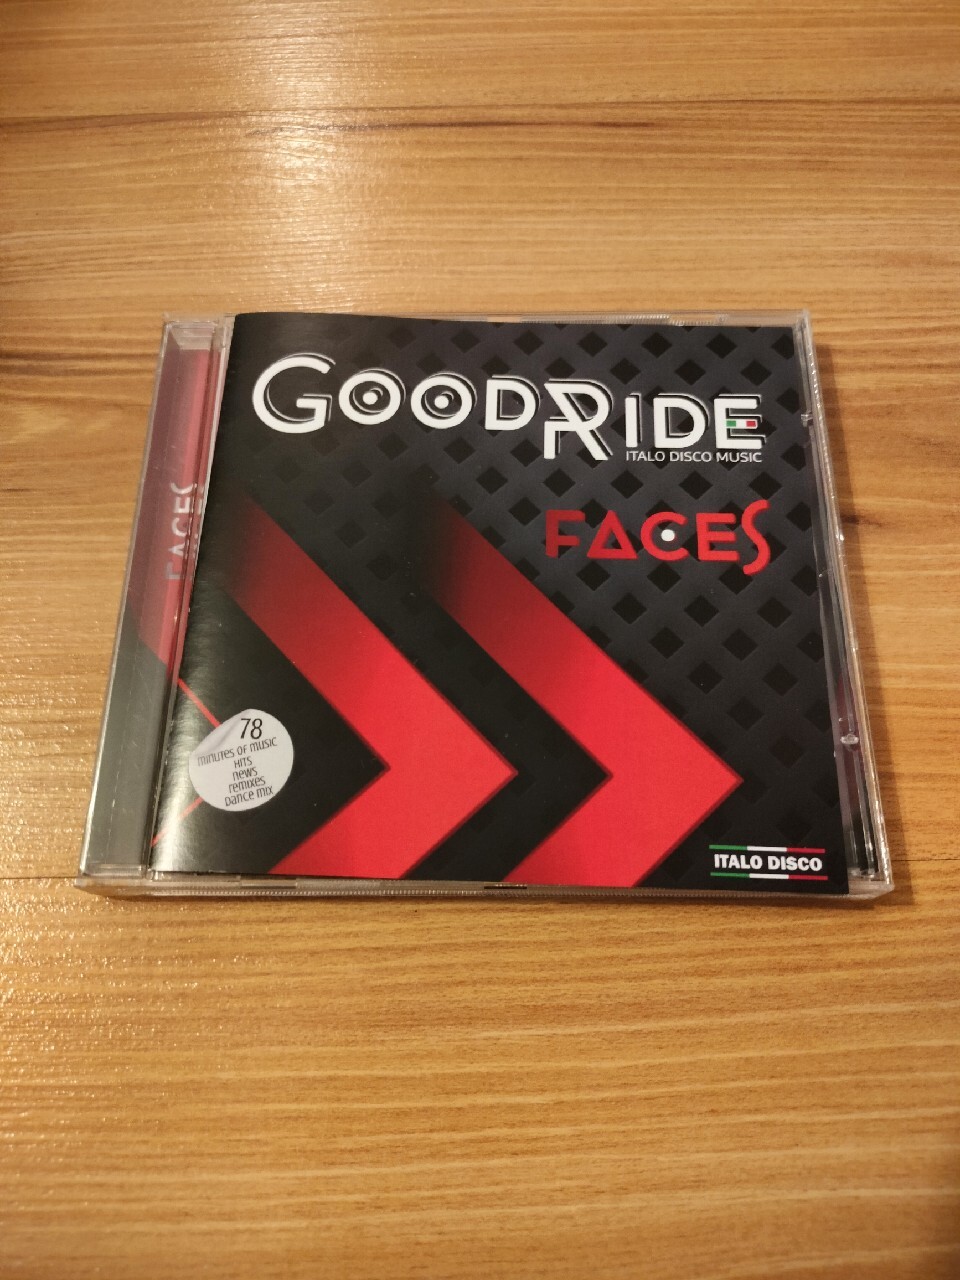 GOODRIDE
ITALO DISCO MUSIC
FACES
FACES
78
minutes of music
HITS
news
remixes
Dance mix
ITALO DISCO